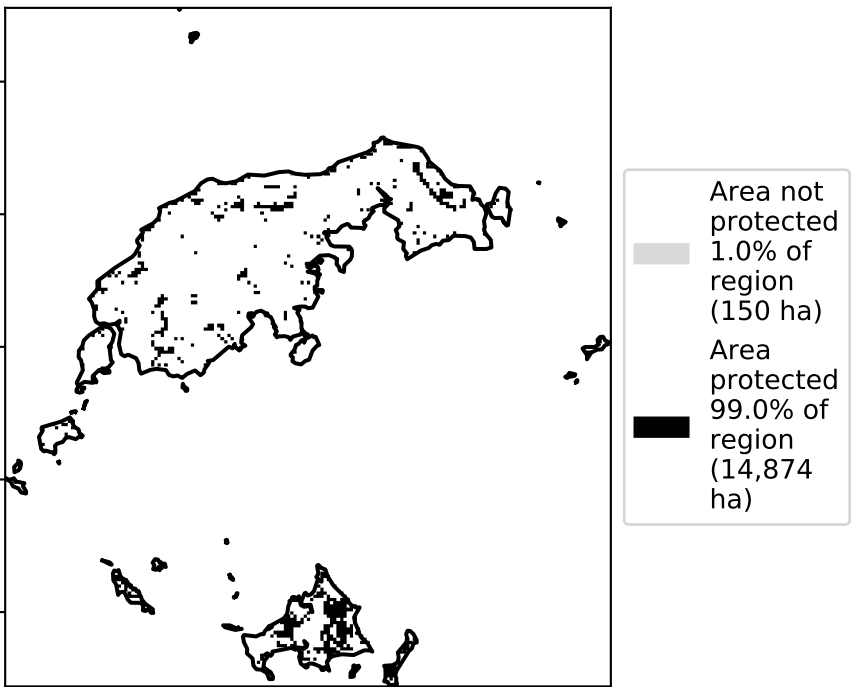 Area not
protected
1.0% of
region
(150 ha)
Area
protected
99.0% of
region
(14,874
ha)